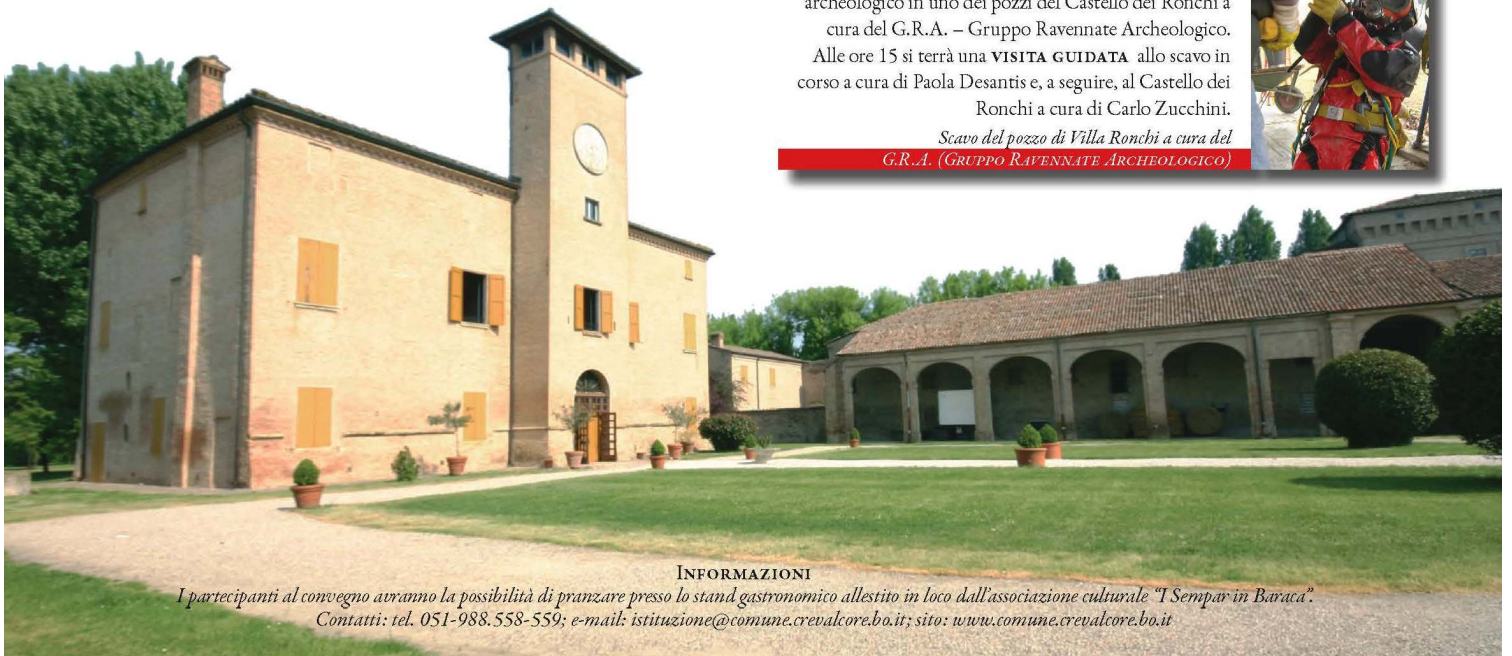 archeologico in uno dei pozzi del Castello dei Ronchi a
cura del G.R.A. – Gruppo Ravennate Archeologico.
Alle ore 15 si terrà una VISITA GUIDATA allo scavo in
corso a cura di Paola Desantis e, a seguire, al Castello dei
Ronchi a cura di Carlo Zucchini.
Scavo del pozzo di Villa Ronchi a cura del
G.R.A. (GRUPPO RAVENNATE ARCHEOLOGICO)
INFORMAZIONI
I partecipanti al convegno avranno la possibilità di pranzare presso lo stand gastronomico allestito in loco dall'associazione culturale “I Sempar in Baraca”.
Contatti: tel. 051-988.558-559; e-mail: istituzione@comune.crevalcore.bo.it; sito: www.comune.crevalcore.bo.it